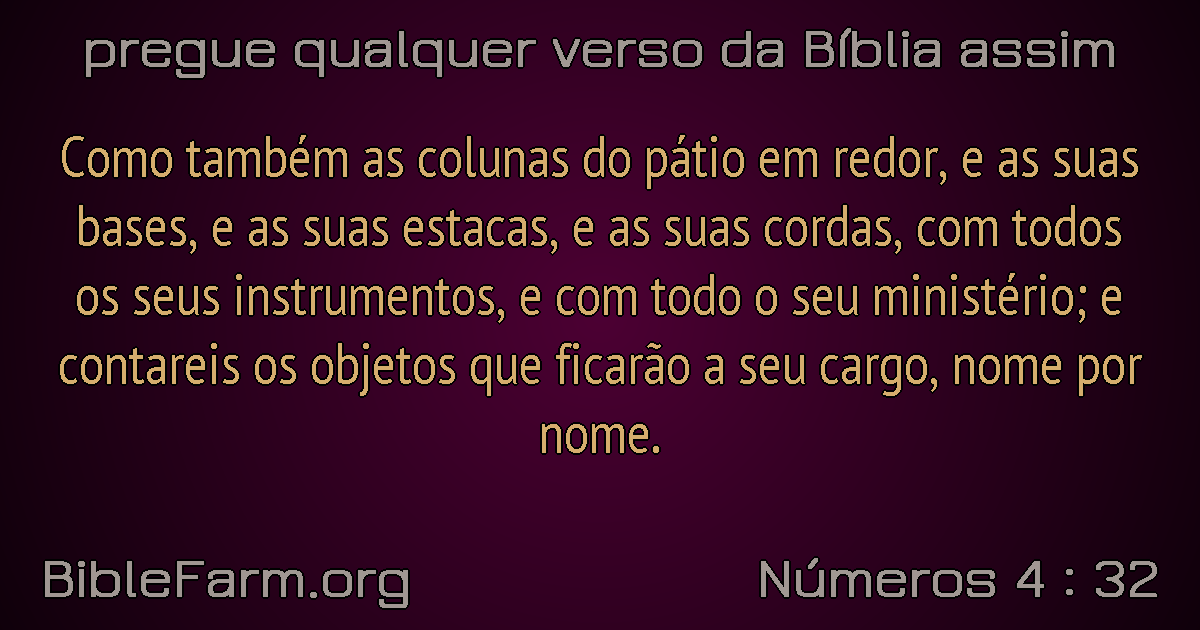 pregue qualquer verso da Bíblia assim
Como também as colunas do pátio em redor, e as suas
bases, e as suas estacas, e as suas cordas, com todos
os seus instrumentos, e com todo o seu ministério; e
contareis os objetos que ficarão a seu cargo, nome por
nome.
BibleFarm.org
Números 4 : 32